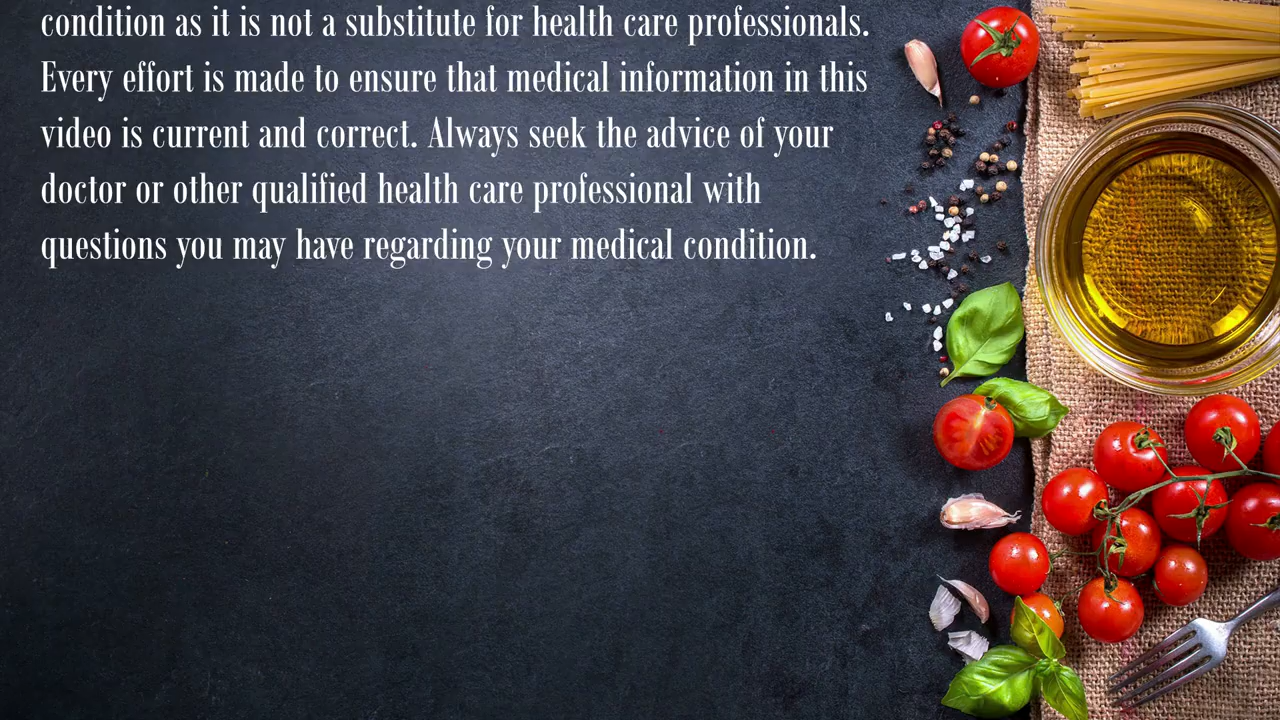 condition as it is not a substitute for health care professionals.
Every effort is made to ensure that medical information in this
video is current and correct. Always seek the advice of your
doctor or other qualified health care professional with
questions you may have regarding your medical condition.